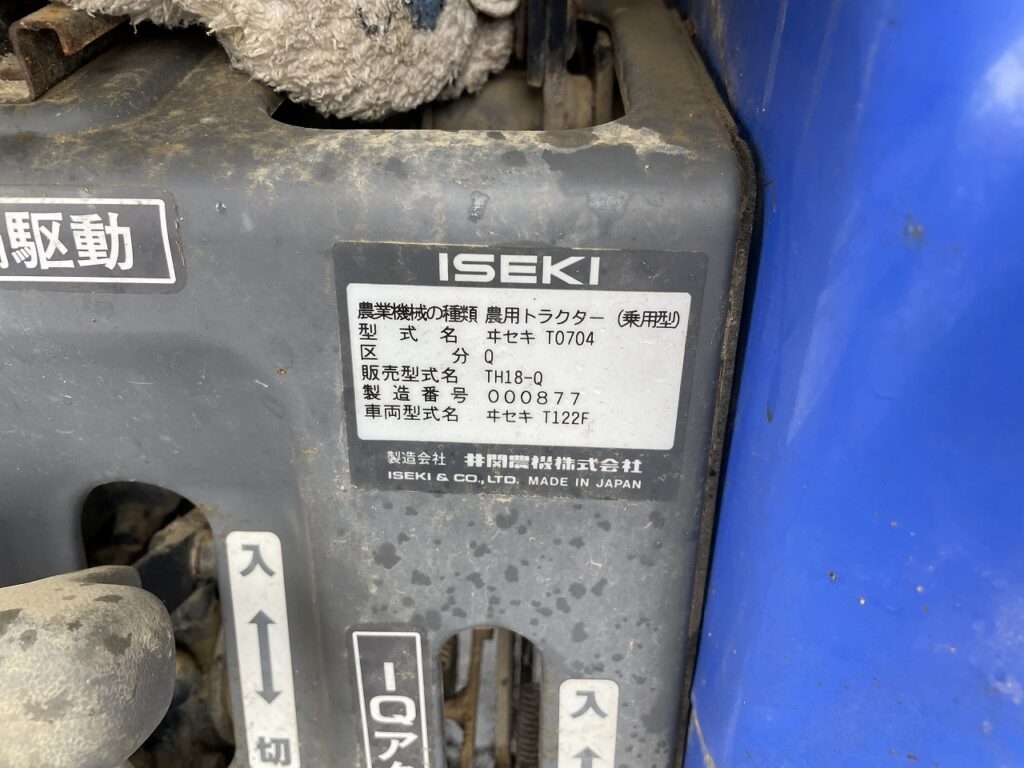 駆動
ISEKI
農業機械の種類 農用トラクター (乗用型)
型式名 ヰセキ T0704
区分 Q
販売型式名 TH18-Q
製造番号 000877
車両型式名 ヰセキ T122F
製造会社 井関農機株式会社
ISEKI & CO., LTD. MADE IN JAPAN
入
切
IQア
入